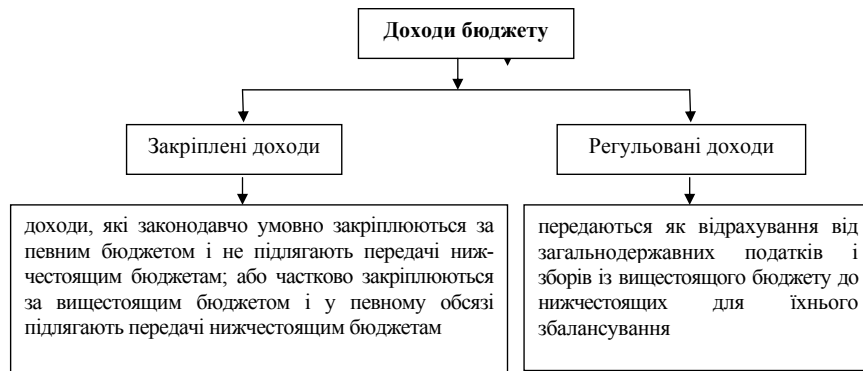 Доходи бюджету
Закріплені доходи
Регульовані доходи
доходи, які законодавчо умовно закріплюються за
певним бюджетом і не підлягають передачі ниж-
честоящим бюджетам; або частково закріплюються
за вищестоящим бюджетом і у певному обсязі
підлягають передачі нижчестоящим бюджетам
передаються як відрахування від
загальнодержавних податків і
зборів із вищестоящого бюджету до
нижчестоящих для їхнього
збалансування